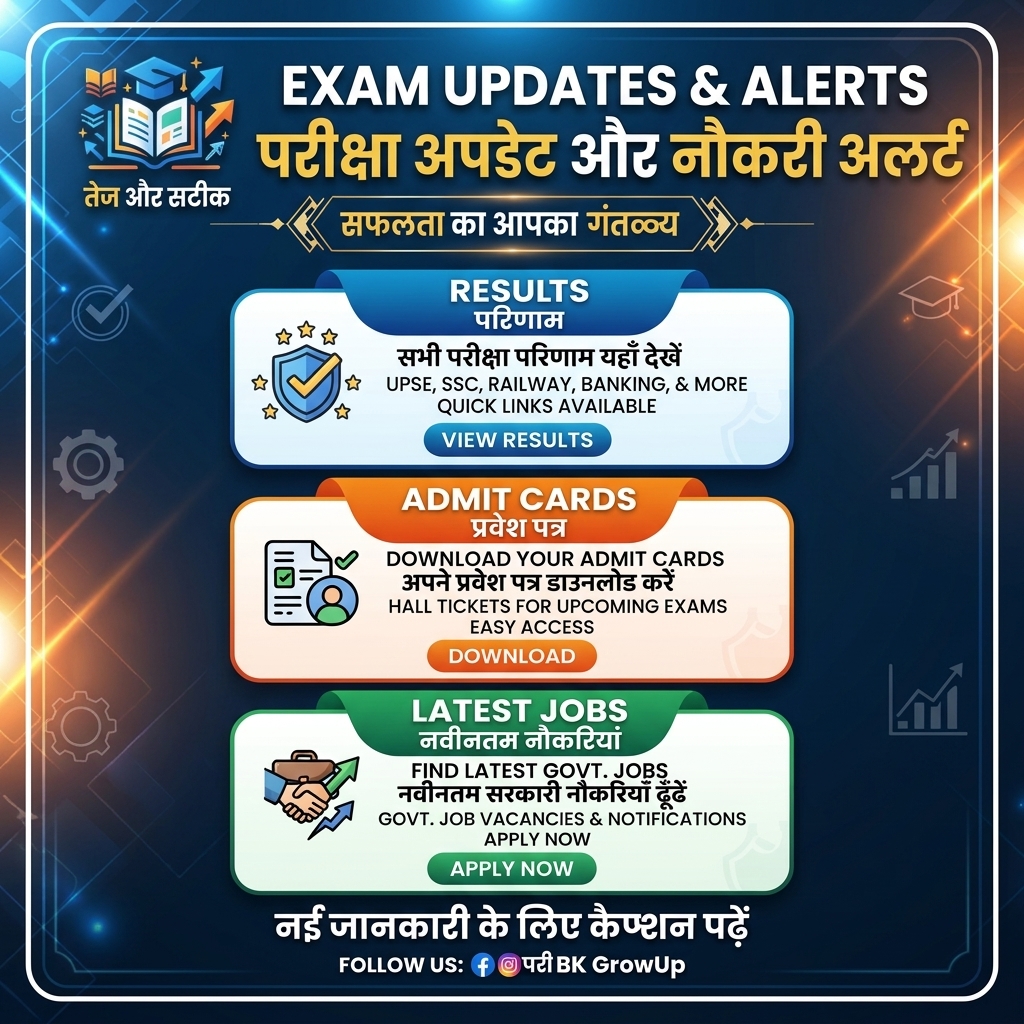 EXAM UPDATES & ALERTS
परीक्षा अपडेट और नौकरी अलर्ट
तेज और सटीक
सफलता का आपका गंतळ्य
RESULTS
परिणाम
सभी परीक्षा परिणाम यहाँ देखें
UPSE, SSC, RAILWAY, BANKING, & MORE
QUICK LINKS AVAILABLE
VIEW RESULTS
ADMIT CARDS
प्रवेश पत्र
DOWNLOAD YOUR ADMIT CARDS
अपने प्रवेश पत्र डाउनलोड करें
HALL TICKETS FOR UPCOMING EXAMS
EASY ACCESS
DOWNLOAD
LATEST JOBS
नवीनतम नौकरियां
FIND LATEST GOVT. JOBS
नवीनतम सरकारी नौकरियाँ ढूंढें
GOVT. JOB VACANCIES & NOTIFICATIONS
APPLY NOW
APPLY NOW
नई जानकारी के लिए कैप्शन पढ़ें
FOLLOW US: परी BK GrowUp